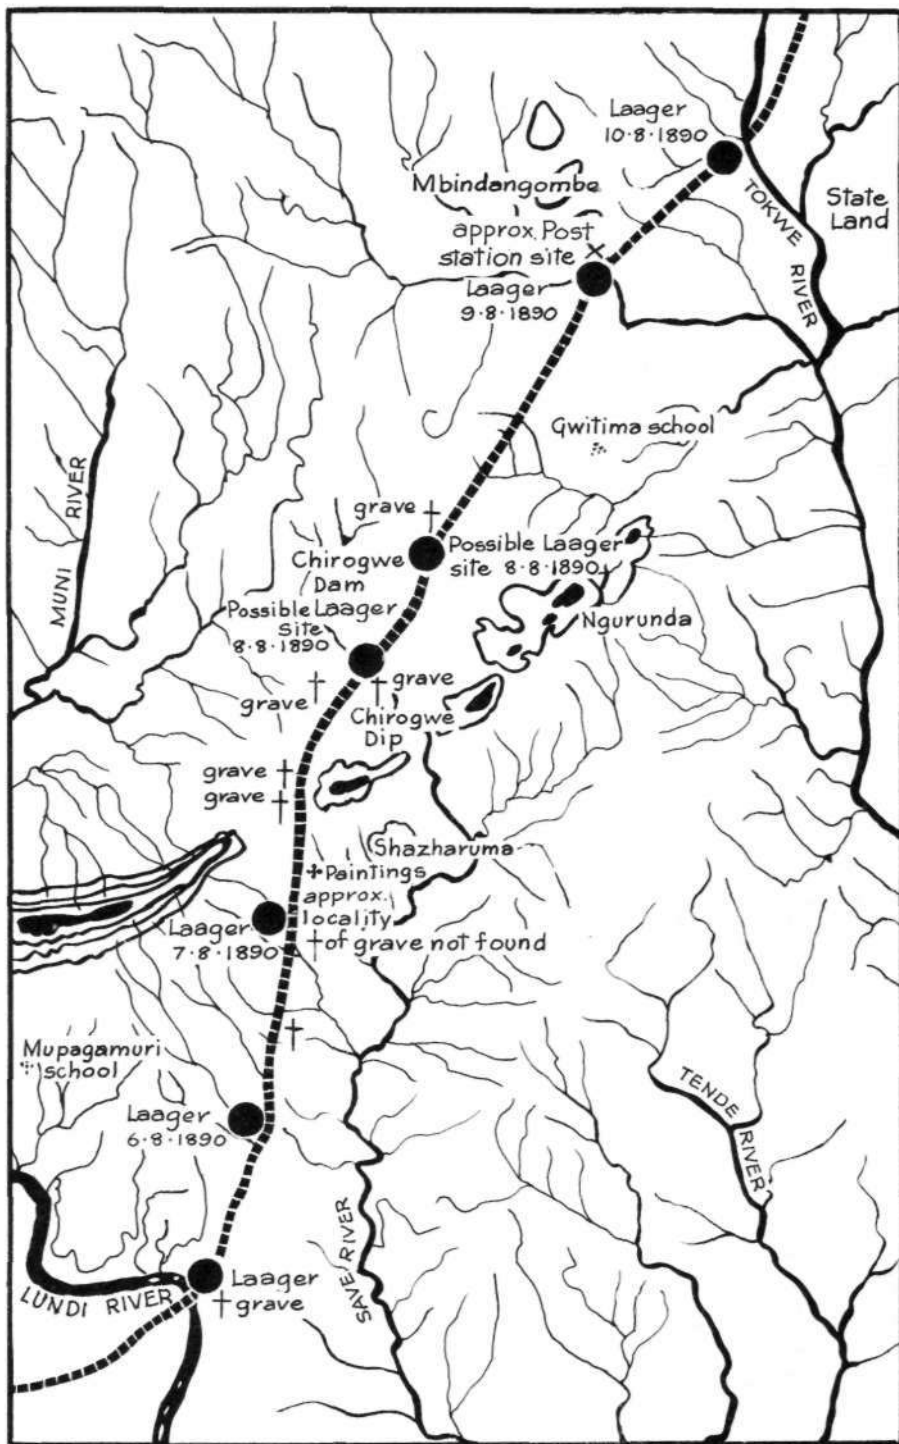 Laager
10·8·1890
Mbindangombe
TOKWE RIVER
State
Land
approx. Post
station site
Laager
9·8·1890
Gwitima school
MUNI RIVER
grave
Chirogwe
Dam
Possible Laager
site 8·8·1890
Possible Laager
Site
8·8·1890
Ngurunda
grave
grave
Chirogwe
Dip
grave
grave
Shazharuma
Paintings
approx.
locality
of grave not found
Laager
7·8·1890
Mupagamuri
school
Laager
6·8·1890
TENDE RIVER
SAVE RIVER
LUNDI RIVER
Laager
grave